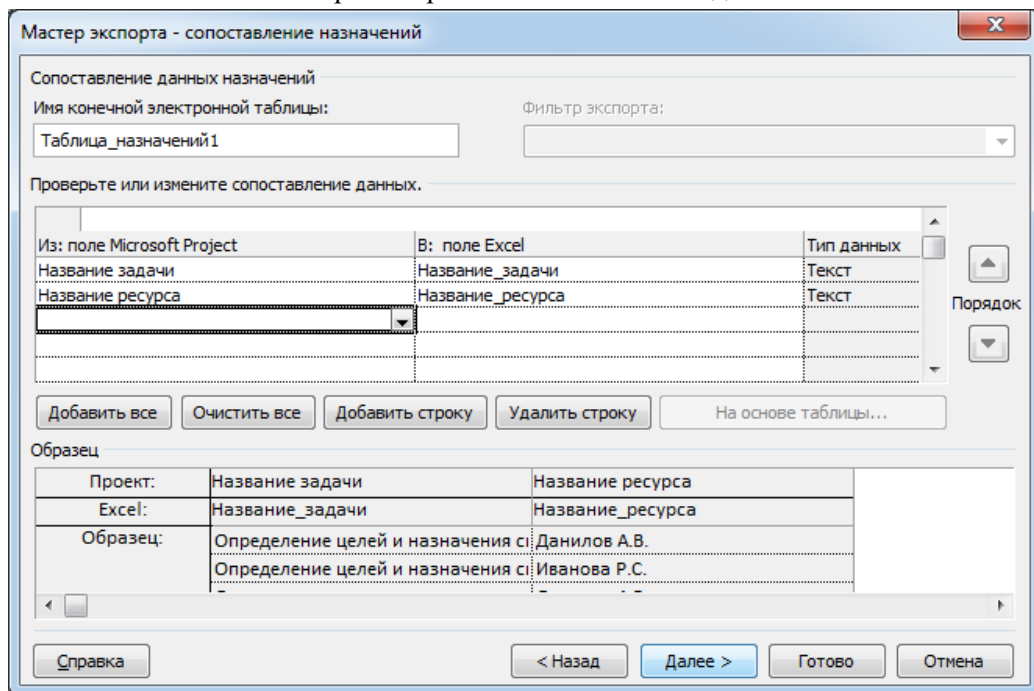 Мастер экспорта - сопоставление назначений
Сопоставление данных назначений
Имя конечной электронной таблицы:
Фильтр экспорта:
Таблица_назначений1
Проверьте или измените сопоставление данных.
Из: поле Microsoft Project В: поле Excel Тип данных
Название задачи Название_задачи Текст
Название ресурса Название_ресурса Текст
Порядок
Добавить все Очистить все Добавить строку Удалить строку На основе таблицы...
Образец
Проект: Название задачи Название ресурса
Excel: Название_задачи Название_ресурса
Образец: Определение целей и назначения Данилов А.В.
Определение целей и назначения Иванова Р.С.
Справка < Назад Далее > Готово Отмена